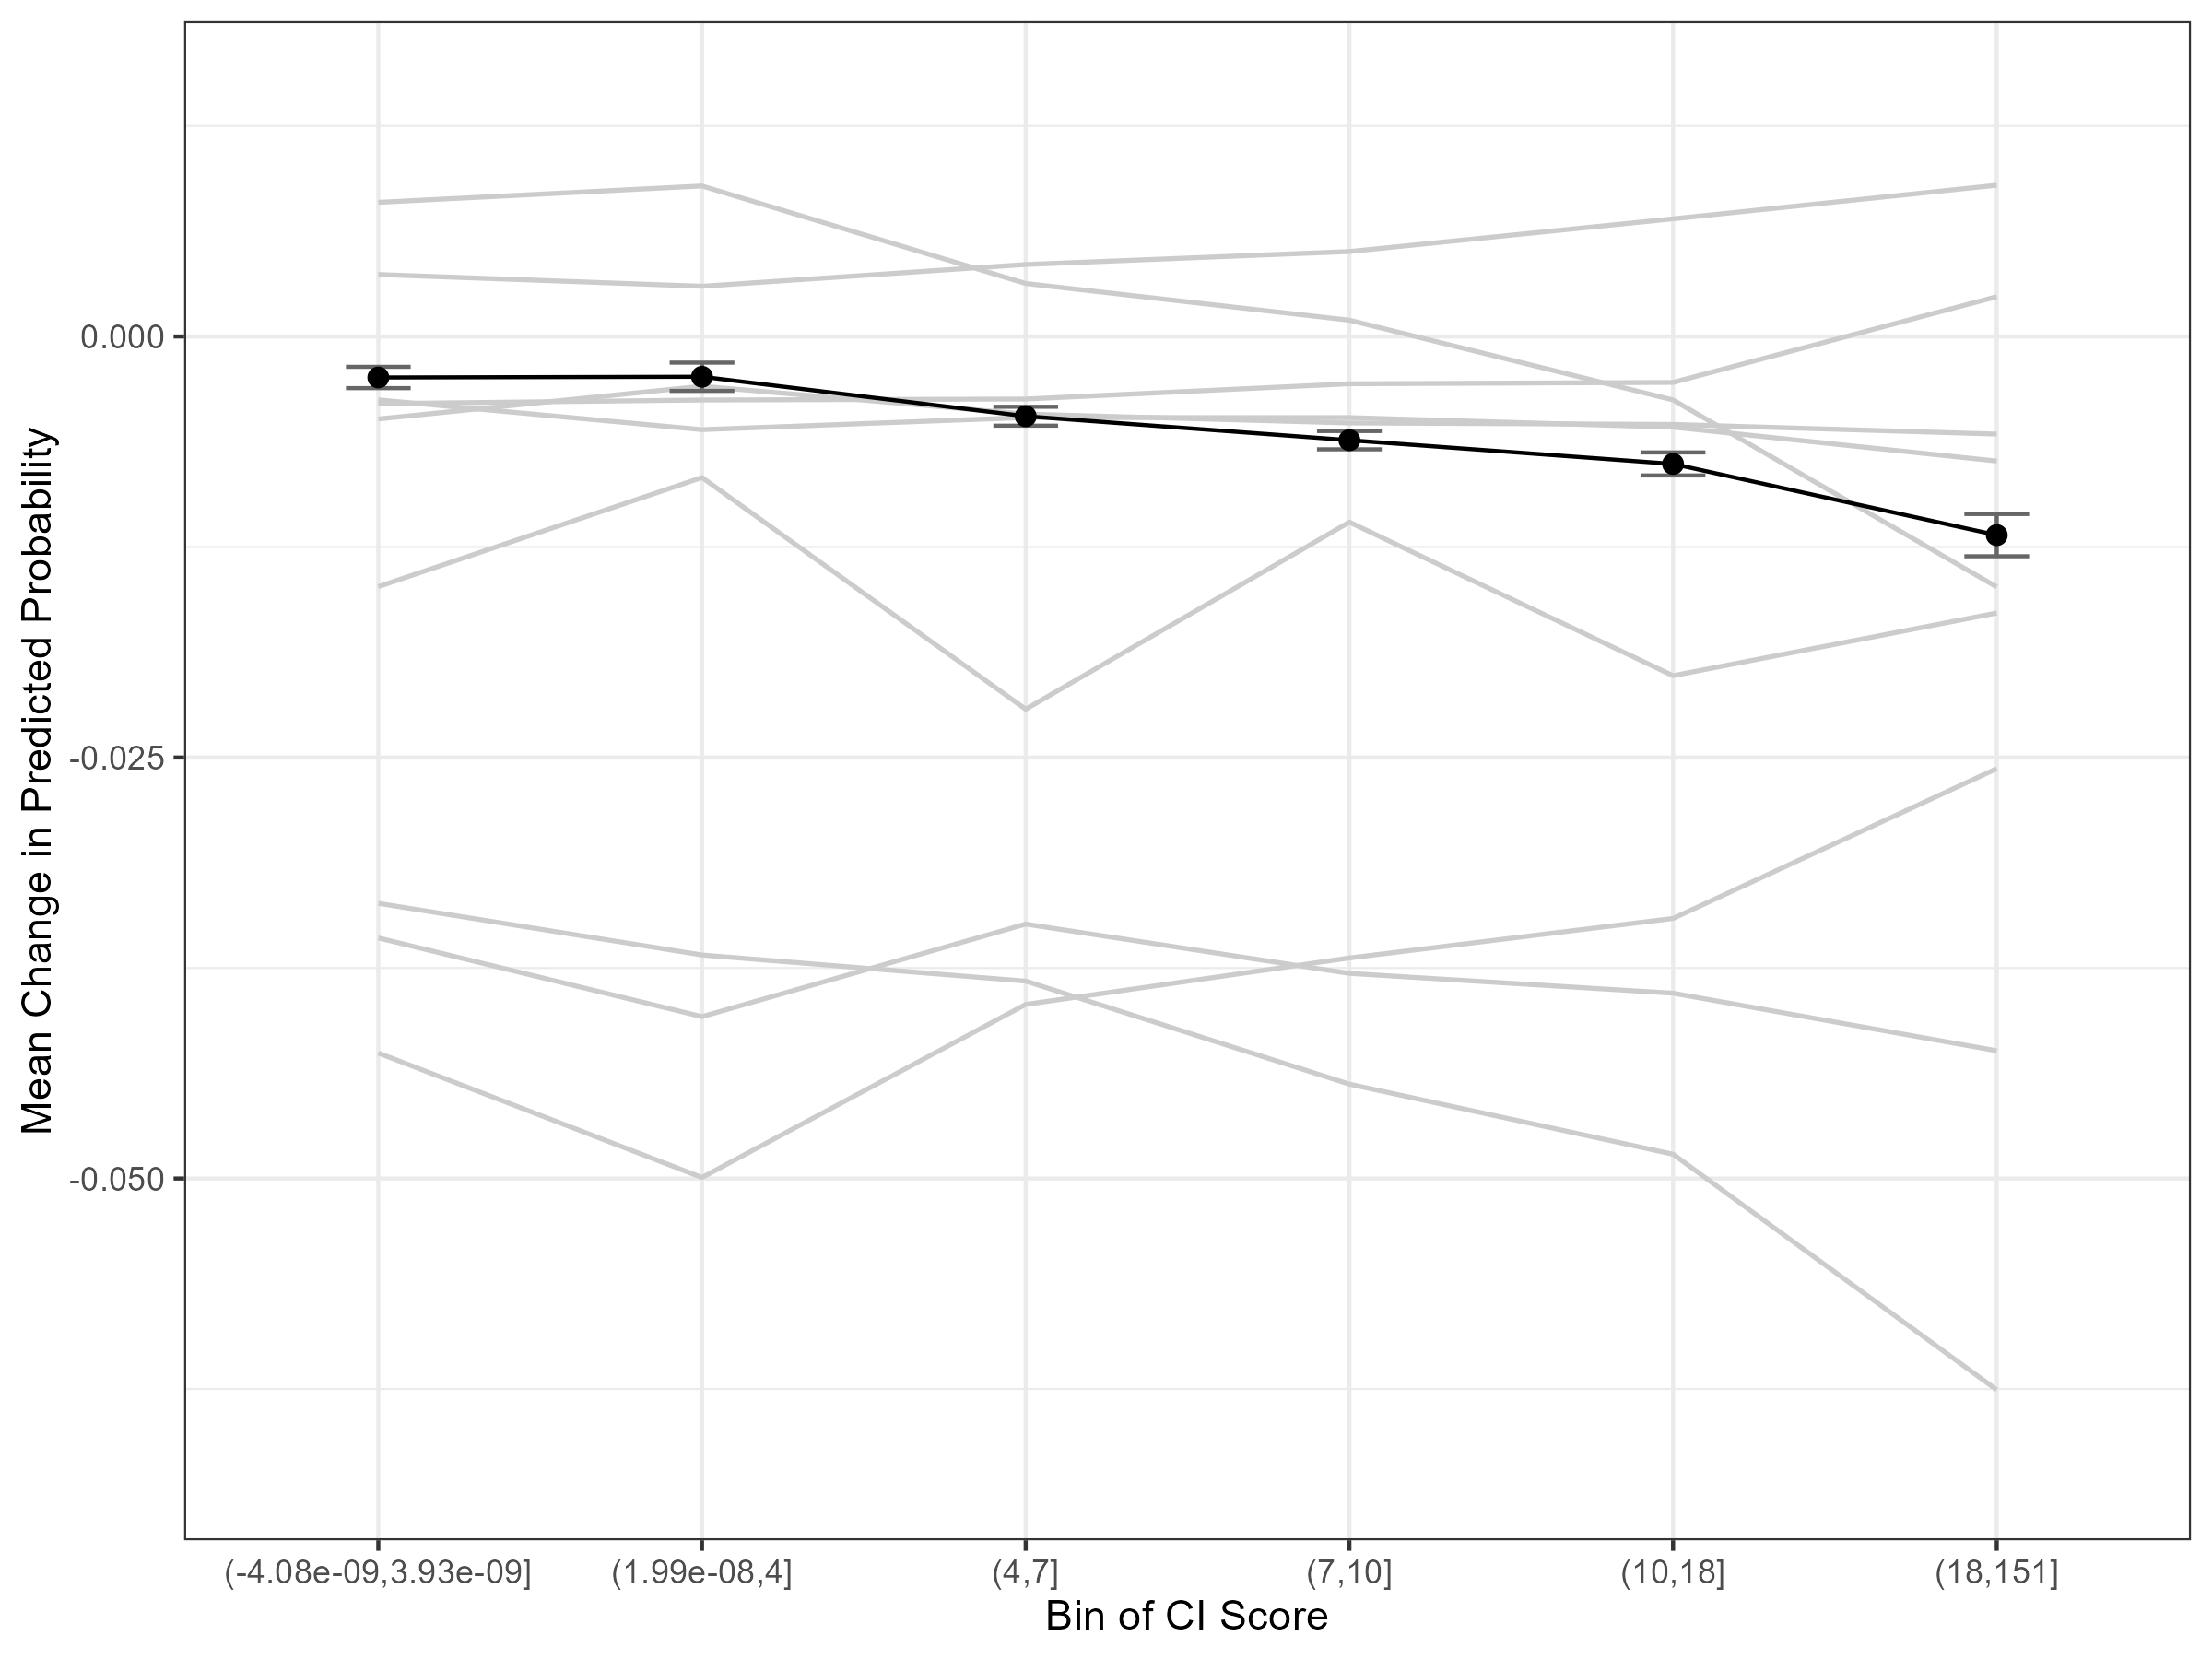 Mean Change in Predicted Probability
0.000
-0.025
-0.050
(-4.08e-09,3.93e-09]
(1.99e-08,4]
(4,7]
(7,10]
(10,18]
(18,151]
Bin of CI Score